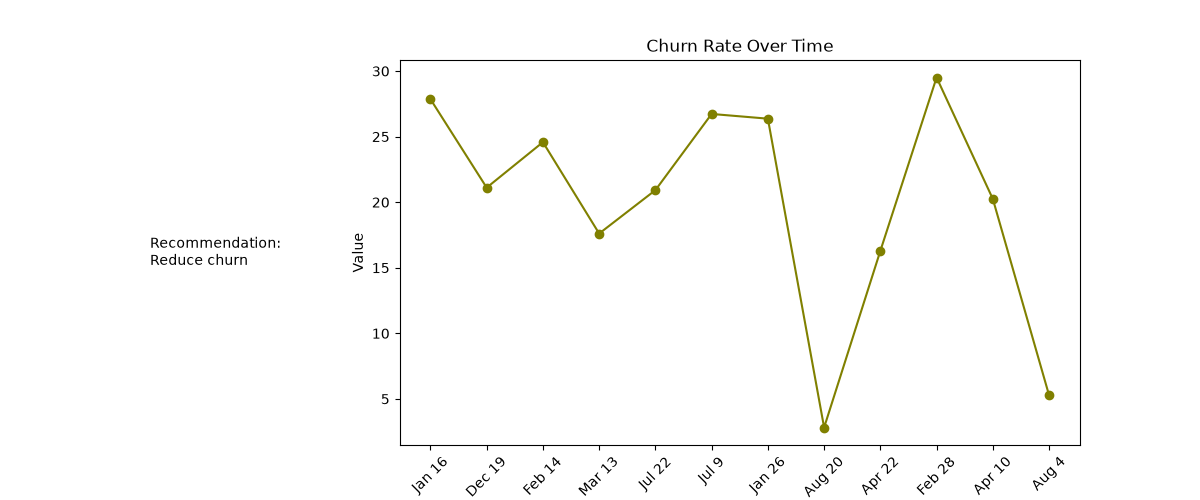 Churn Rate Over Time
Recommendation:
Reduce churn
Value
30
25
20
15
10
5
Jan 16
Dec 19
Feb 14
Mar 13
Jul 22
Jul 9
Jan 26
Aug 20
Apr 22
Feb 28
Apr 10
Aug 4